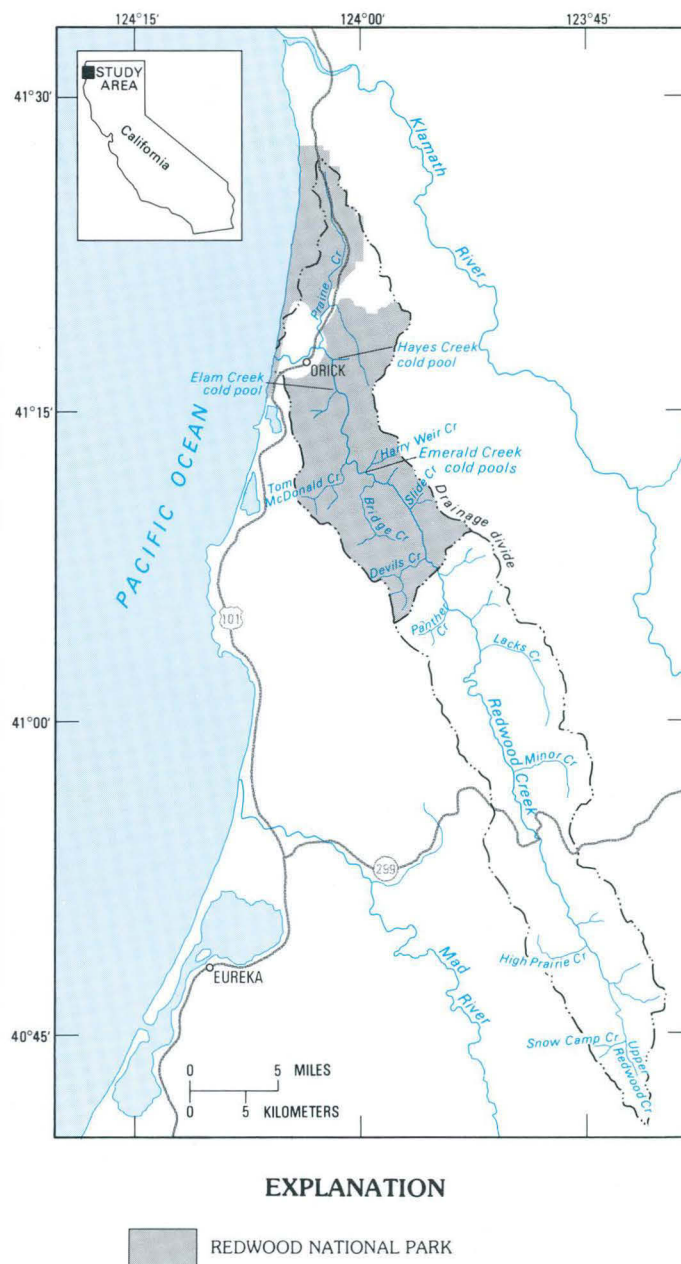 124°15'
124°00'
123°45'
41°30'
STUDY
AREA
California
Klamath
River
Prairie Cr
Hayes Creek
cold pool
ORICK
Elam Creek
cold pool
41°15'
PACIFIC OCEAN
Harry Weir Cr
Emerald Creek
cold pools
Tom
McDonald Cr
Slide Cr
Bridge Cr
Drainage divide
Devils Cr
101
Panther
Cr
Lacks Cr
41°00'
Redwood Creek
Minor Cr
299
High Prairie Cr
Mad
River
EUREKA
40°45'
Snow Camp Cr
Upper
Redwood Cr
0 5 MILES
0 5 KILOMETERS
EXPLANATION
REDWOOD NATIONAL PARK